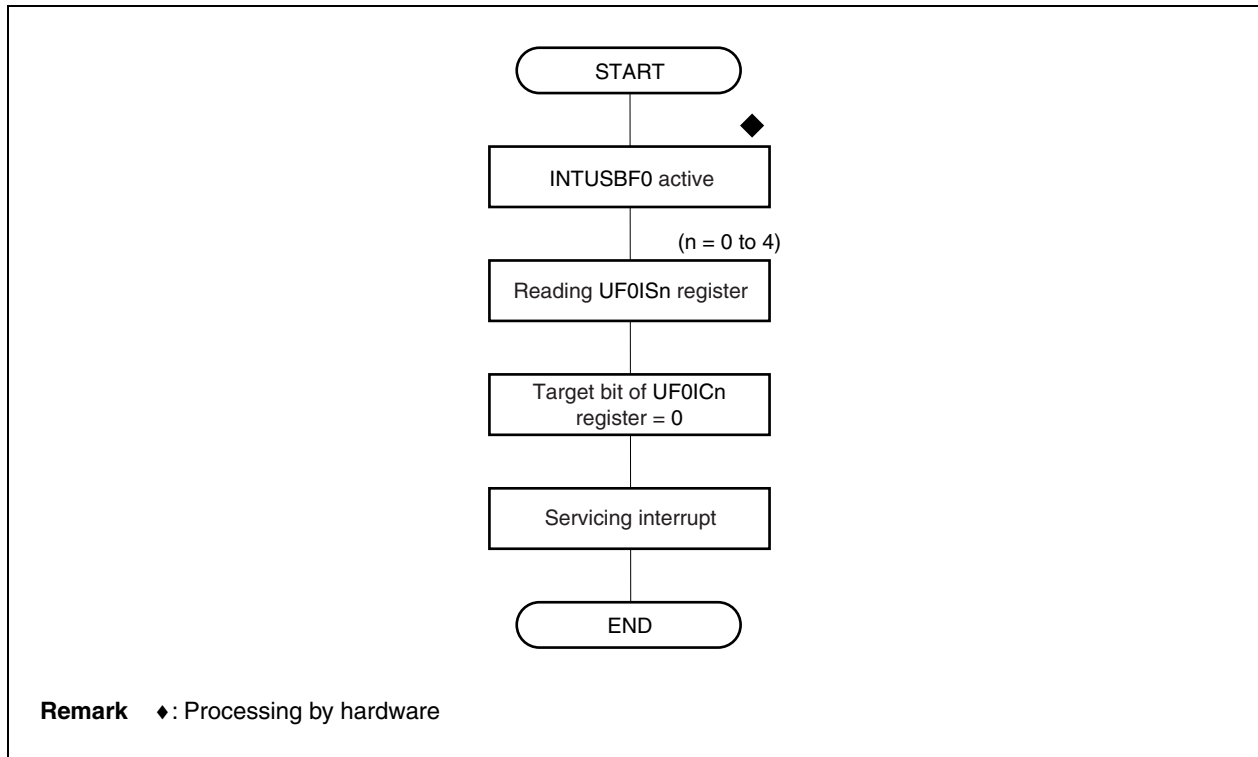 START
◆
INTUSBF0 active
(n = 0 to 4)
Reading UF0ISn register
Target bit of UF0ICn
register = 0
Servicing interrupt
END
Remark ♦: Processing by hardware